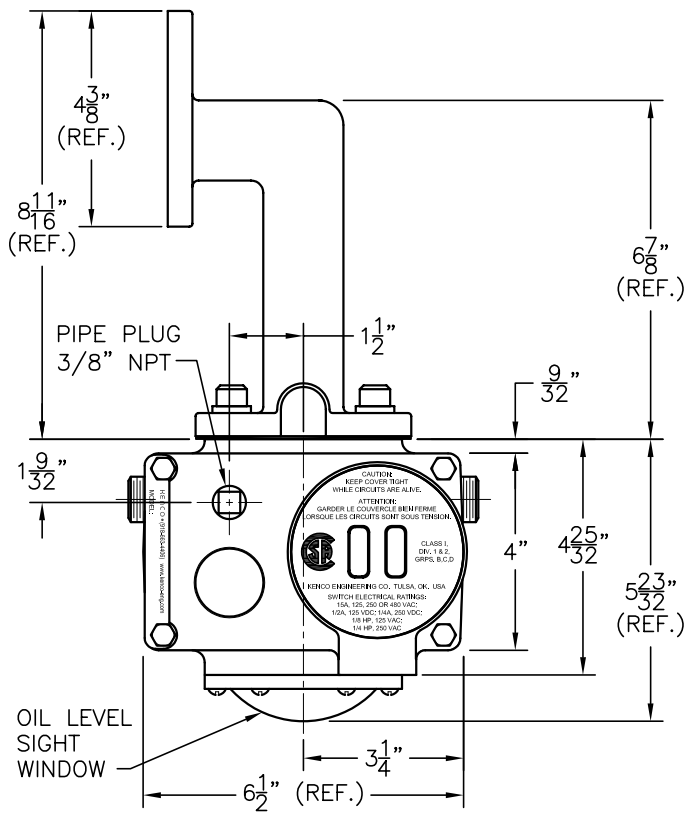 4 3/8"
(REF.)
8 11/16"
(REF.)
6 7/8"
(REF.)
PIPE PLUG
3/8" NPT
1 1/2"
9/32"
1 9/32"
CAUTION:
KEEP COVER TIGHT
WHILE CIRCUITS ARE ALIVE.
ATTENTION:
GARDER LE COUVERCLE BIEN FERME
LORSQUE LES CIRCUITS SONT SOUS TENSION.
CLASS I,
DIV. 1 & 2,
GRPS, B,C,D
KENCO ENGINEERING CO. TULSA, OK. USA
SWITCH ELECTRICAL RATINGS:
15A, 125, 250 OR 480 VAC;
1/2A, 125 VDC; 1/4A, 250 VDC;
1/8 HP, 125 VAC;
1/4 HP, 250 VAC
MODEL:
4"
4 25/32"
5 23/32"
(REF.)
OIL LEVEL
SIGHT
WINDOW
3 1/4"
6 1/2" (REF.)